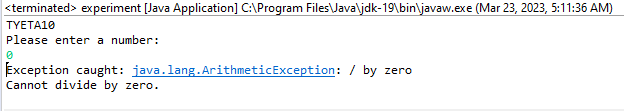 <terminated> experiment [Java Application] C:\Program Files\Java\jdk-19\bin\javaw.exe (Mar 23, 2023, 5:11:36 AM)
TYETA10
Please enter a number:
0
Exception caught: java.lang.ArithmeticException: / by zero
Cannot divide by zero.